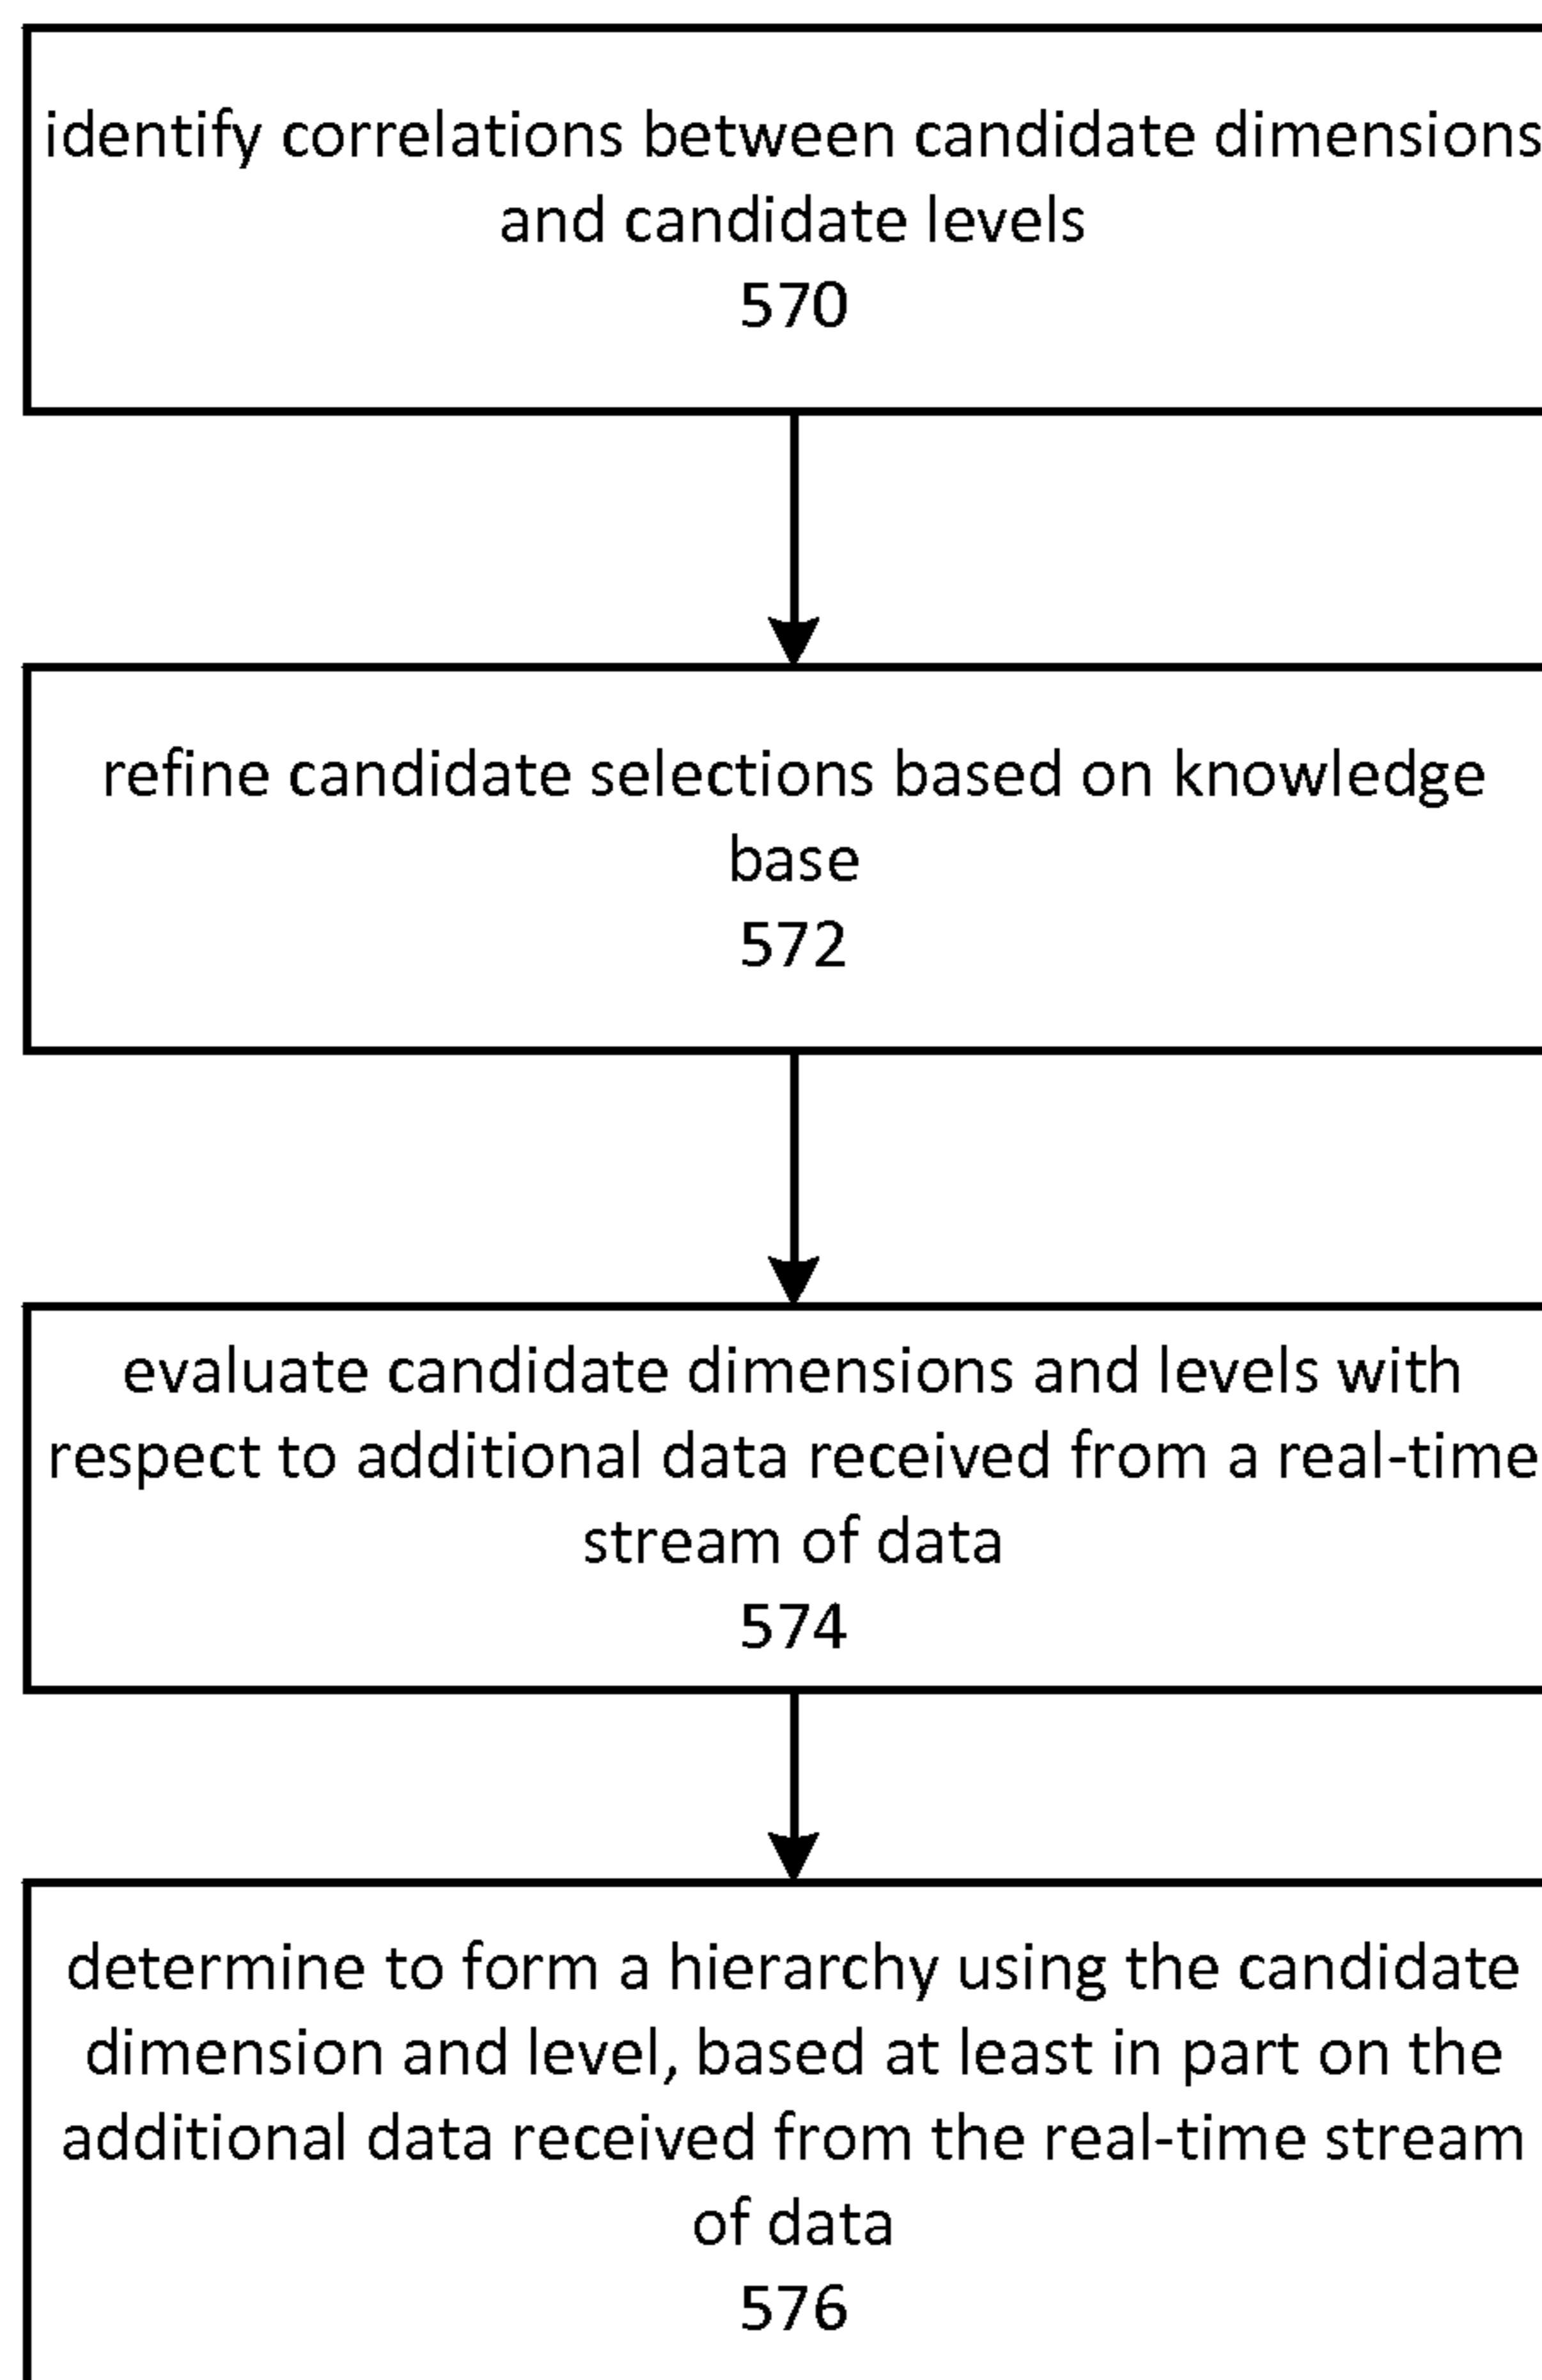 identify correlations between candidate dimensions
and candidate levels
570
refine candidate selections based on knowledge
base
572
evaluate candidate dimensions and levels with
respect to additional data received from a real-time
stream of data
574
determine to form a hierarchy using the candidate
dimension and level, based at least in part on the
additional data received from the real-time stream
of data
576